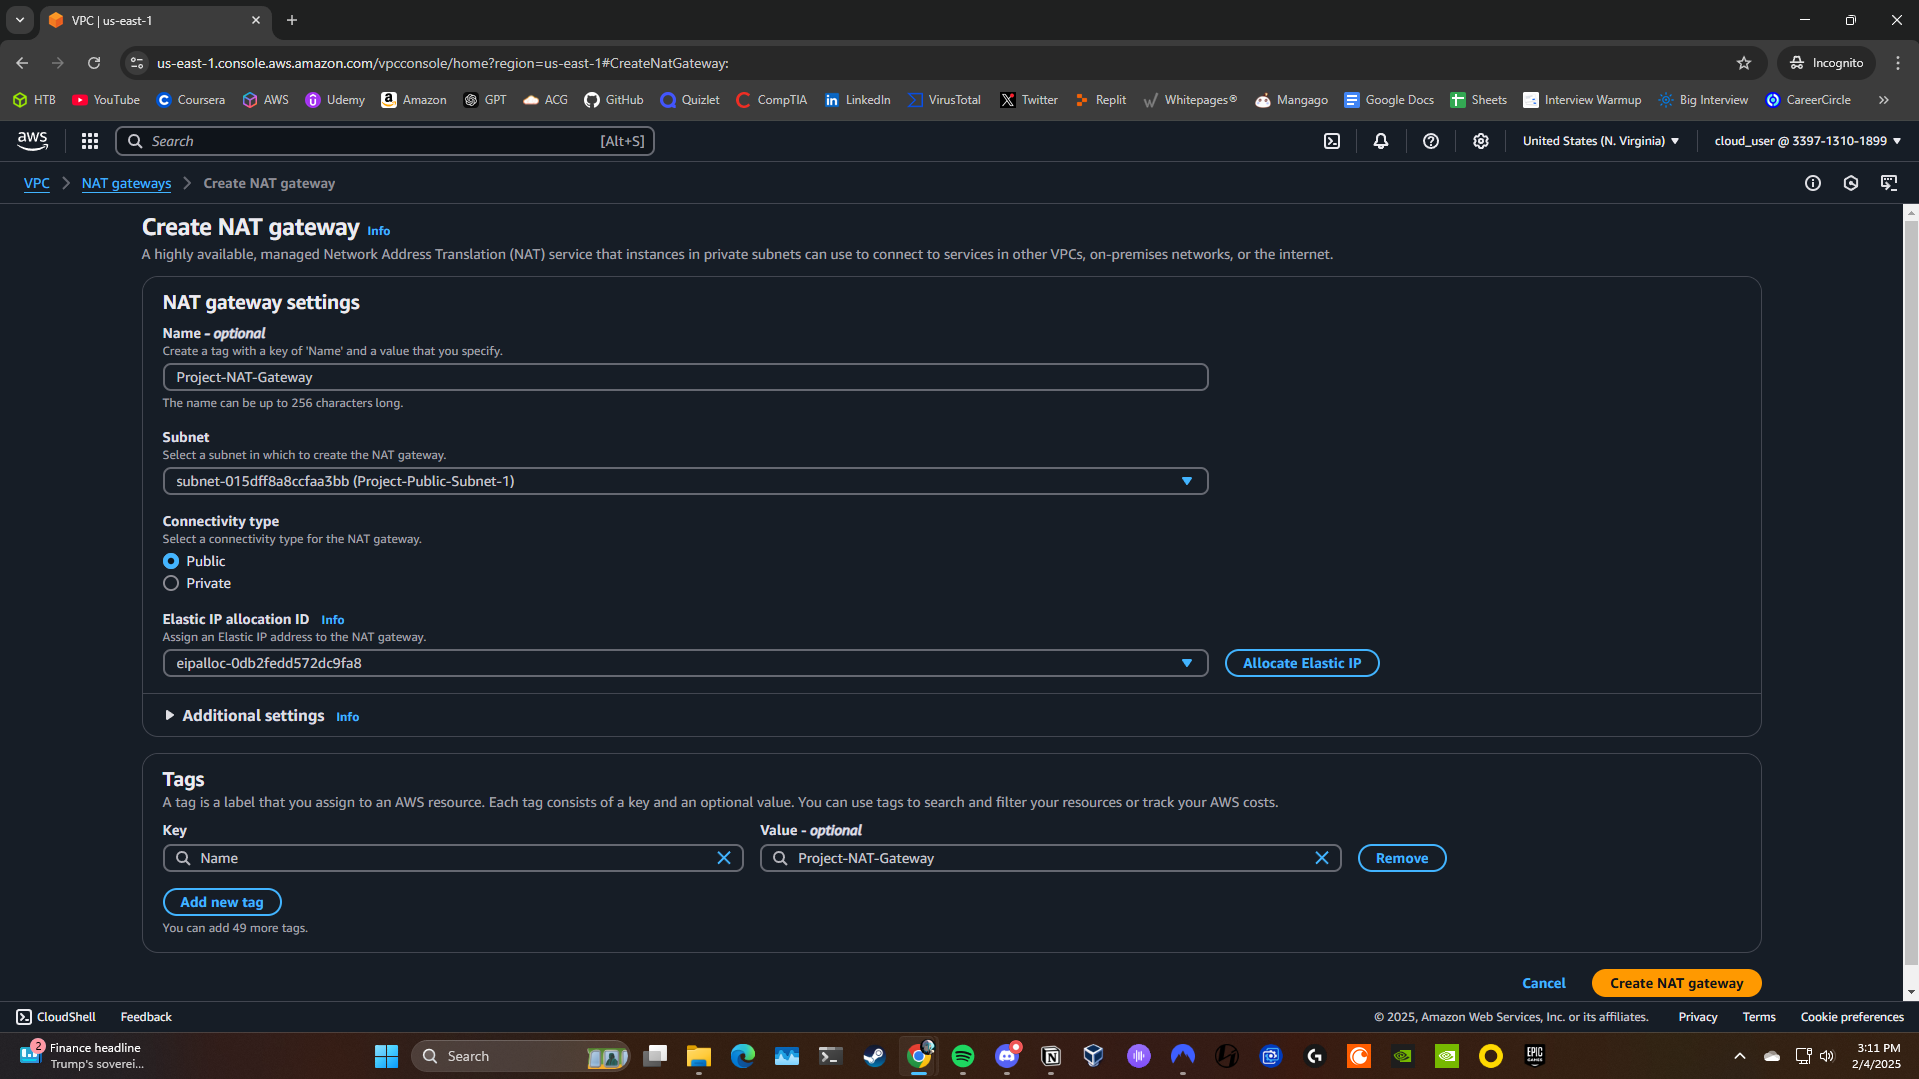 VPC | us-east-1
us-east-1.console.aws.amazon.com/vpcconsole/home?region=us-east-1#CreateNatGateway:
Incognito
HTB YouTube Coursera AWS Udemy Amazon GPT ACG GitHub Quizlet CompTIA LinkedIn VirusTotal Twitter Replit Whitepages® Mangago Google Docs Sheets Interview Warmup Big Interview CareerCircle
aws Search [Alt+S] United States (N. Virginia) cloud_user @ 3397-1310-1899
VPC NAT gateways Create NAT gateway
Create NAT gateway Info
A highly available, managed Network Address Translation (NAT) service that instances in private subnets can use to connect to services in other VPCs, on-premises networks, or the internet.
NAT gateway settings
Name - optional
Create a tag with a key of 'Name' and a value that you specify.
Project-NAT-Gateway
The name can be up to 256 characters long.
Subnet
Select a subnet in which to create the NAT gateway.
subnet-015dff8a8ccfaa3bb (Project-Public-Subnet-1)
Connectivity type
Select a connectivity type for the NAT gateway.
Public
Private
Elastic IP allocation ID Info
Assign an Elastic IP address to the NAT gateway.
eipalloc-0db2fedd572dc9fa8 Allocate Elastic IP
Additional settings Info
Tags
A tag is a label that you assign to an AWS resource. Each tag consists of a key and an optional value. You can use tags to search and filter your resources or track your AWS costs.
Key Value - optional
Name Project-NAT-Gateway Remove
Add new tag
You can add 49 more tags.
Cancel Create NAT gateway
CloudShell Feedback © 2025, Amazon Web Services, Inc. or its affiliates. Privacy Terms Cookie preferences
2 Finance headline
Trump's soverei...
Search
EPIC GAMES
3:11 PM
2/4/2025